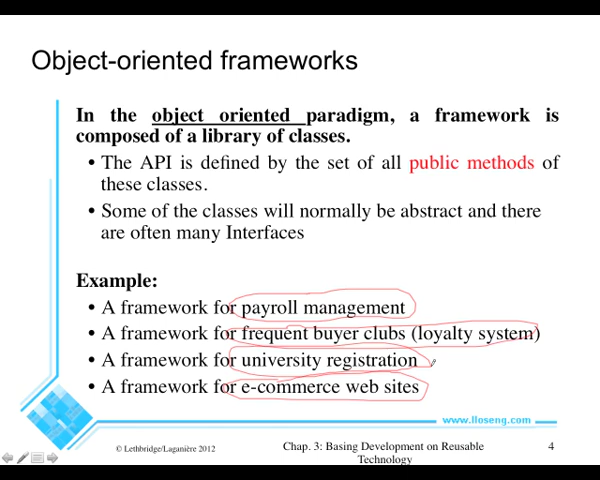 Object-oriented frameworks
In the object oriented paradigm, a framework is
composed of a library of classes.
• The API is defined by the set of all public methods of
these classes.
• Some of the classes will normally be abstract and there
are often many Interfaces
Example:
• A framework for payroll management
• A framework for frequent buyer clubs (loyalty system)
• A framework for university registration
• A framework for e-commerce web sites
www.lloseng.com
© Lethbridge/Laganière 2012
Chap. 3: Basing Development on Reusable
Technology
4